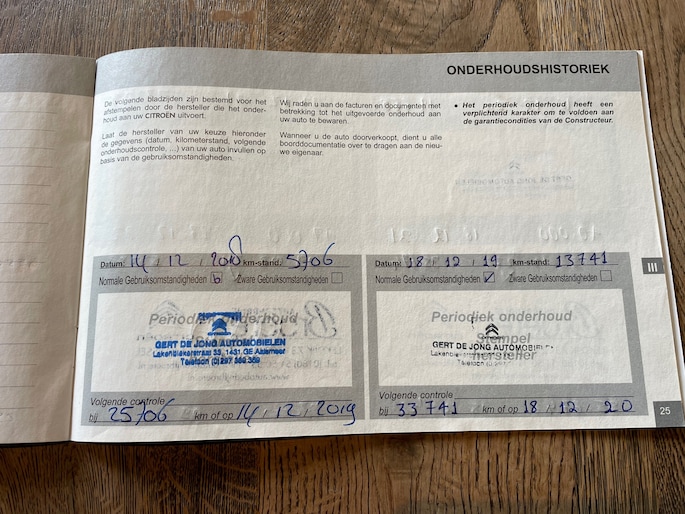 ONDERHOUDSHISTORIEK
De volgende bladzijden zijn bestemd voor het
afstempelen door de hersteller die het onder-
houd aan uw CITROËN uitvoert.
Laat de hersteller van uw keuze hieronder
de gegevens (datum, kilometerstand, volgende
onderhoudscontrole, ...) van uw auto invullen op
basis van de gebruiksomstandigheden.
Wij raden u aan de facturen en documenten met
betrekking tot het uitgevoerde onderhoud aan
uw auto te bewaren.
Wanneer u de auto doorverkoopt, dient u alle
boorddocumentatie over te dragen aan de nieu-
we eigenaar.
• Het periodiek onderhoud heeft een
verplichtend karakter om te voldoen aan
de garantiecondities van de Constructeur.
Datum: 14 / 12 / 2018 km-stand: 5706
Normale Gebruiksomstandigheden Zware Gebruiksomstandigheden
Periodiek onderhoud
GERT DE JONG AUTOMOBIELEN
Lakenblekerstraat 33, 1431 GE Aalsmeer
Telefoon (0)297
Volgende controle
bij 25706 km of op 14 / 12 / 2019
Datum: 18 / 12 / 19 km-stand: 13741
Normale Gebruiksomstandigheden Zware Gebruiksomstandigheden
Periodiek onderhoud
Stempel
GERT DE JONG AUTOMOBIELEN
hersteller
Telefoon
Volgende controle
bij 33741 km of op 18 / 12 / 20
III
25